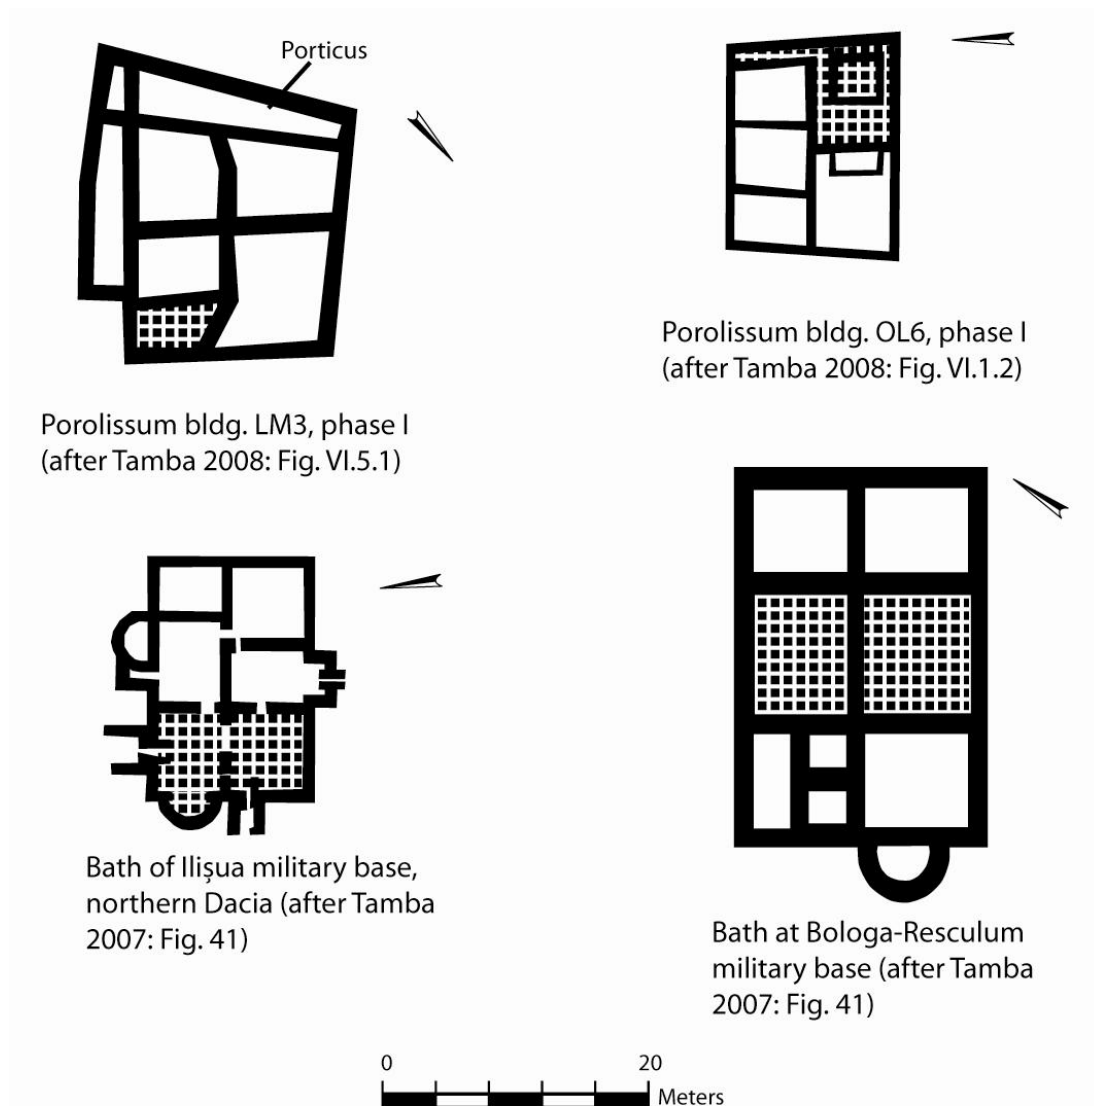 Porticus
Porolissum bldg. LM3, phase I
(after Tamba 2008: Fig. VI.5.1)
Porolissum bldg. OL6, phase I
(after Tamba 2008: Fig. VI.1.2)
Bath of Ilişua military base,
northern Dacia (after Tamba
2007: Fig. 41)
Bath at Bologa-Resculum
military base (after Tamba
2007: Fig. 41)
0 20
Meters